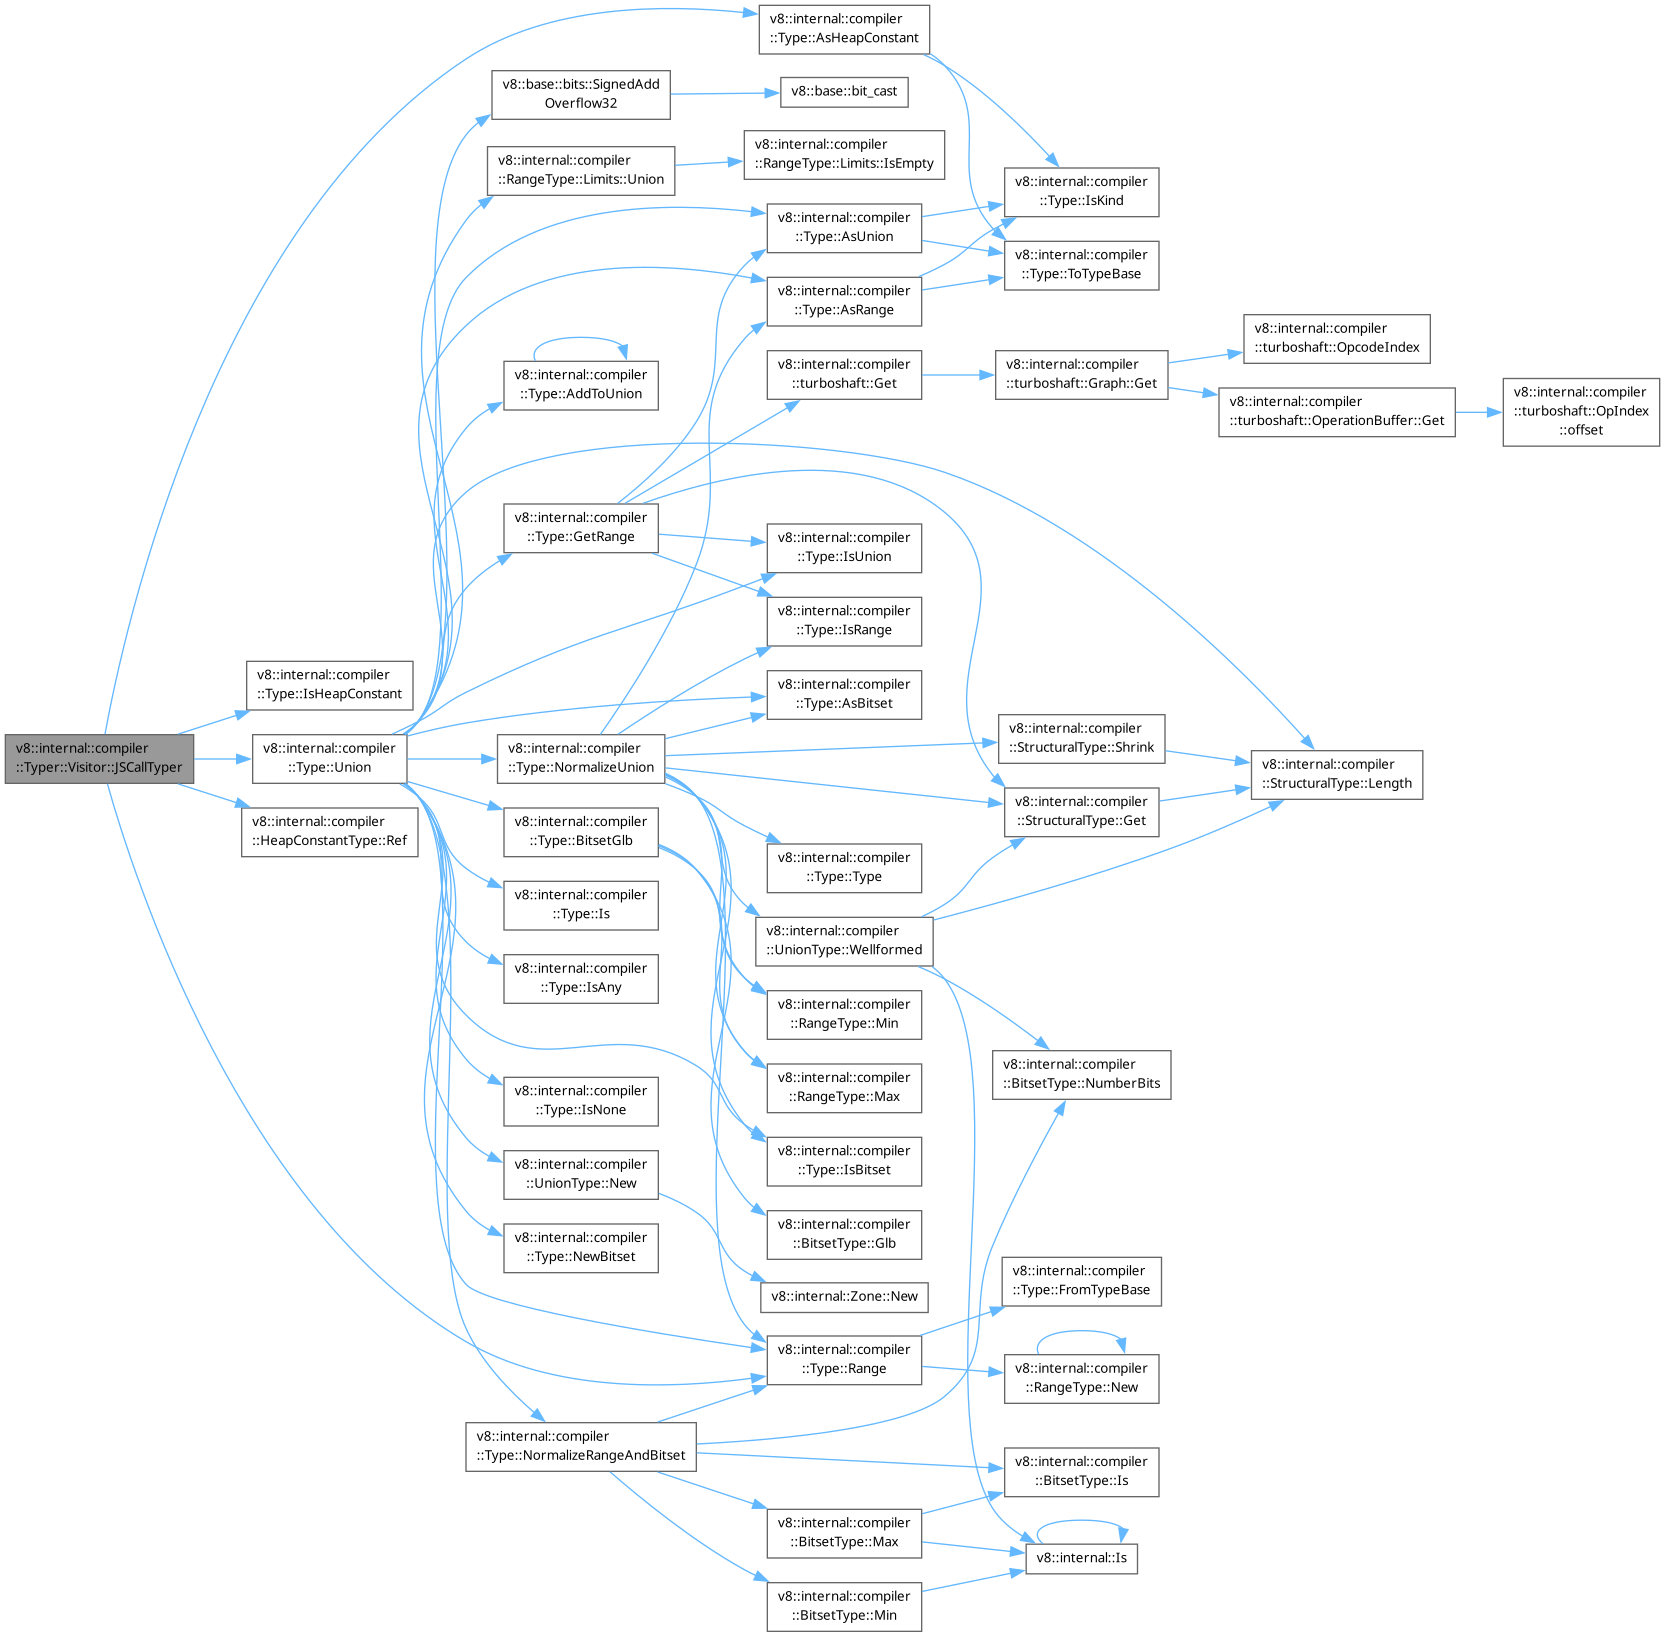 v8::internal::compiler
::Typer::Visitor::JSCallTyper
v8::internal::compiler
::Type::AsHeapConstant
v8::base::bits::SignedAdd
Overflow32
v8::base::bit_cast
v8::internal::compiler
::RangeType::Limits::Union
v8::internal::compiler
::RangeType::Limits::IsEmpty
v8::internal::compiler
::Type::IsKind
v8::internal::compiler
::Type::AsUnion
v8::internal::compiler
::Type::ToTypeBase
v8::internal::compiler
::Type::AsRange
v8::internal::compiler
::turboshaft::OpcodeIndex
v8::internal::compiler
::Type::AddToUnion
v8::internal::compiler
::turboshaft::Get
v8::internal::compiler
::turboshaft::Graph::Get
v8::internal::compiler
::turboshaft::OperationBuffer::Get
v8::internal::compiler
::turboshaft::OpIndex
::offset
v8::internal::compiler
::Type::GetRange
v8::internal::compiler
::Type::IsUnion
v8::internal::compiler
::Type::IsRange
v8::internal::compiler
::Type::IsHeapConstant
v8::internal::compiler
::Type::AsBitset
v8::internal::compiler
::Type::Union
v8::internal::compiler
::Type::NormalizeUnion
v8::internal::compiler
::StructuralType::Shrink
v8::internal::compiler
::StructuralType::Length
v8::internal::compiler
::HeapConstantType::Ref
v8::internal::compiler
::Type::BitsetGlb
v8::internal::compiler
::StructuralType::Get
v8::internal::compiler
::Type::Type
v8::internal::compiler
::Type::Is
v8::internal::compiler
::UnionType::Wellformed
v8::internal::compiler
::Type::IsAny
v8::internal::compiler
::RangeType::Min
v8::internal::compiler
::BitsetType::NumberBits
v8::internal::compiler
::RangeType::Max
v8::internal::compiler
::Type::IsNone
v8::internal::compiler
::Type::IsBitset
v8::internal::compiler
::UnionType::New
v8::internal::compiler
::BitsetType::Glb
v8::internal::compiler
::Type::NewBitset
v8::internal::Zone::New
v8::internal::compiler
::Type::FromTypeBase
v8::internal::compiler
::Type::Range
v8::internal::compiler
::RangeType::New
v8::internal::compiler
::Type::NormalizeRangeAndBitset
v8::internal::compiler
::BitsetType::Is
v8::internal::compiler
::BitsetType::Max
v8::internal::Is
v8::internal::compiler
::BitsetType::Min